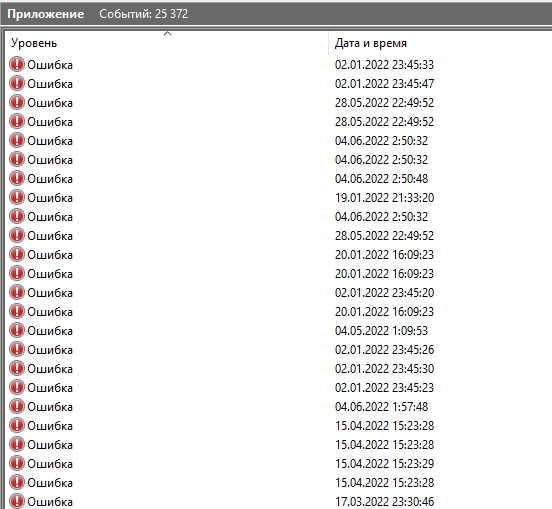 Приложение Событий: 25 372
Уровень Дата и время
Ошибка 02.01.2022 23:45:33
Ошибка 02.01.2022 23:45:47
Ошибка 28.05.2022 22:49:52
Ошибка 28.05.2022 22:49:52
Ошибка 04.06.2022 2:50:32
Ошибка 04.06.2022 2:50:32
Ошибка 04.06.2022 2:50:48
Ошибка 19.01.2022 21:33:20
Ошибка 04.06.2022 2:50:32
Ошибка 28.05.2022 22:49:52
Ошибка 20.01.2022 16:09:23
Ошибка 20.01.2022 16:09:23
Ошибка 02.01.2022 23:45:20
Ошибка 20.01.2022 16:09:23
Ошибка 04.05.2022 1:09:53
Ошибка 02.01.2022 23:45:26
Ошибка 02.01.2022 23:45:30
Ошибка 02.01.2022 23:45:23
Ошибка 04.06.2022 1:57:48
Ошибка 15.04.2022 15:23:28
Ошибка 15.04.2022 15:23:28
Ошибка 15.04.2022 15:23:29
Ошибка 15.04.2022 15:23:28
Ошибка 17.03.2022 23:30:46